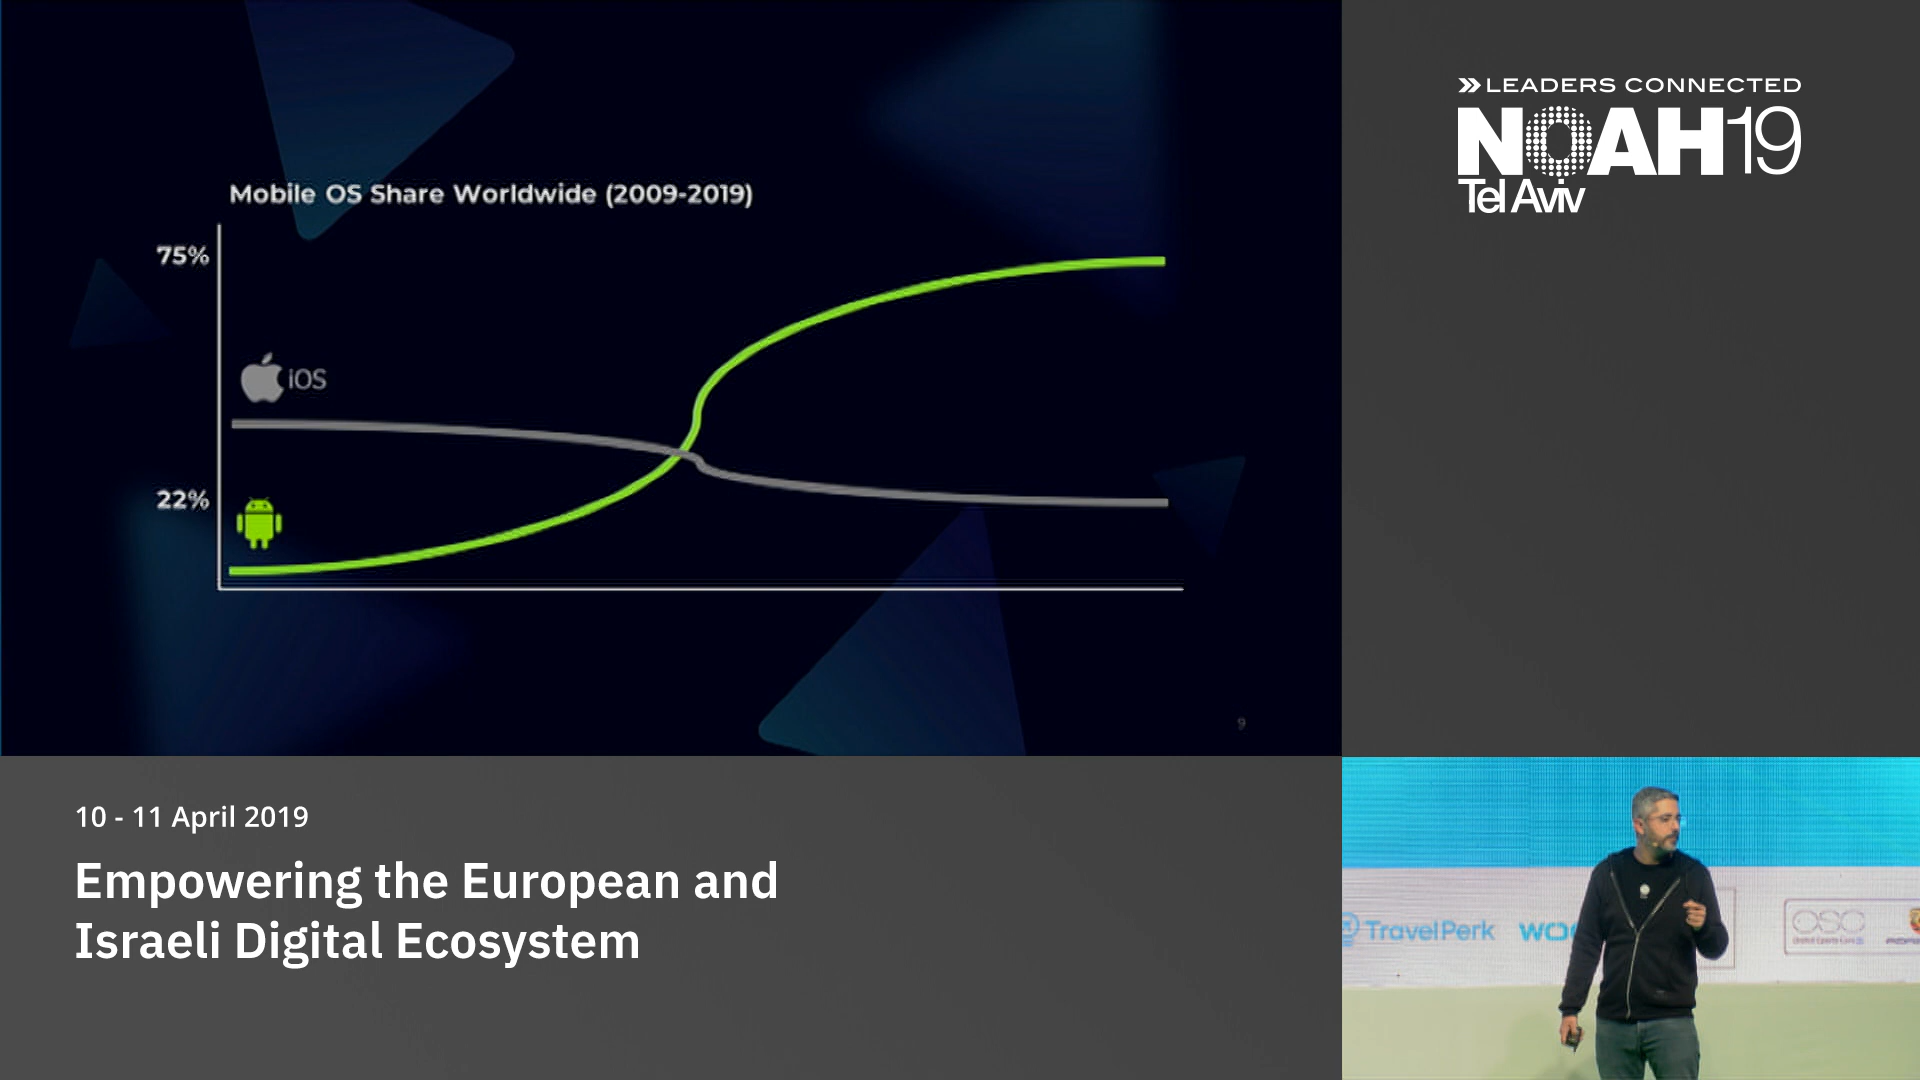 Mobile OS Share Worldwide (2009-2019)
75%
iOS
22%
9
LEADERS CONNECTED
NOAH19
Tel Aviv
10 - 11 April 2019
Empowering the European and
Israeli Digital Ecosystem
TravelPerk
OSC